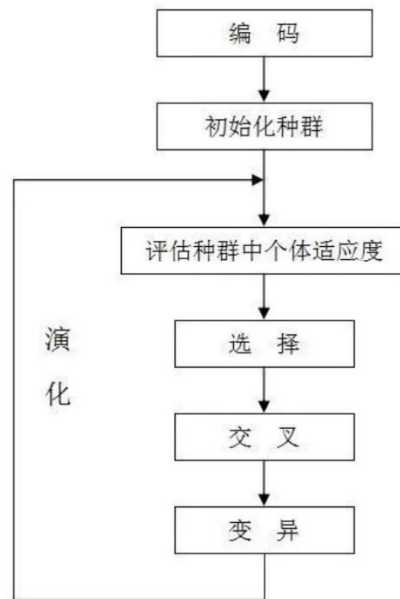 编 码
初始化种群
评估种群中个体适应度
选 择
演
化
交 叉
变 异